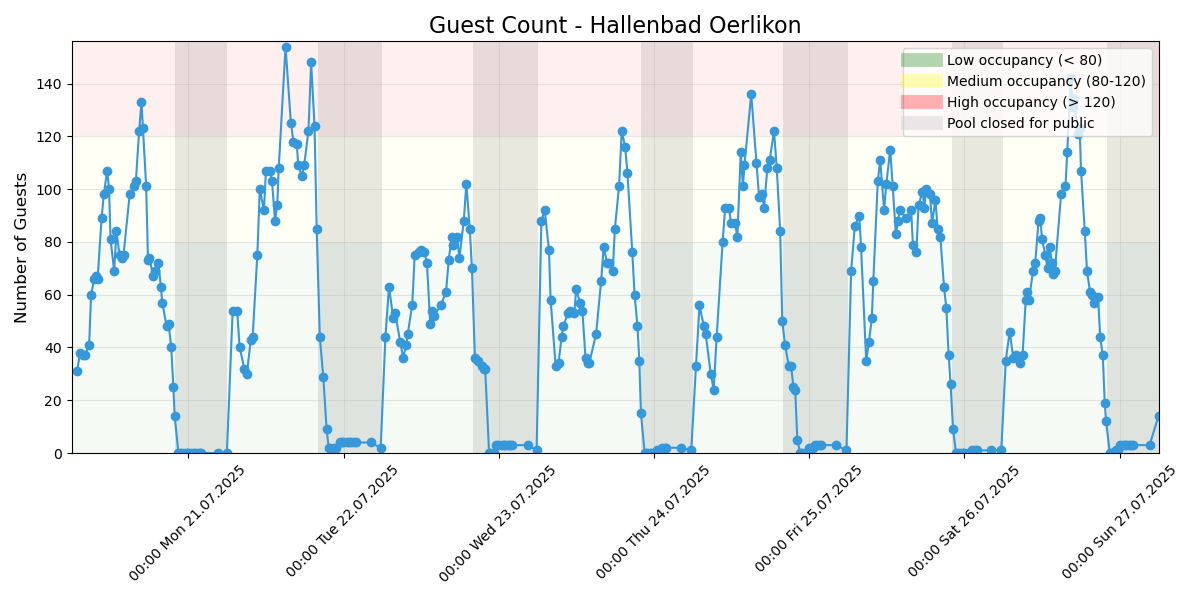 Guest Count - Hallenbad Oerlikon
Number of Guests
140
120
100
80
60
40
20
0
Low occupancy (< 80)
Medium occupancy (80-120)
High occupancy (> 120)
Pool closed for public
00:00 Mon 21.07.2025
00:00 Tue 22.07.2025
00:00 Wed 23.07.2025
00:00 Thu 24.07.2025
00:00 Fri 25.07.2025
00:00 Sat 26.07.2025
00:00 Sun 27.07.2025